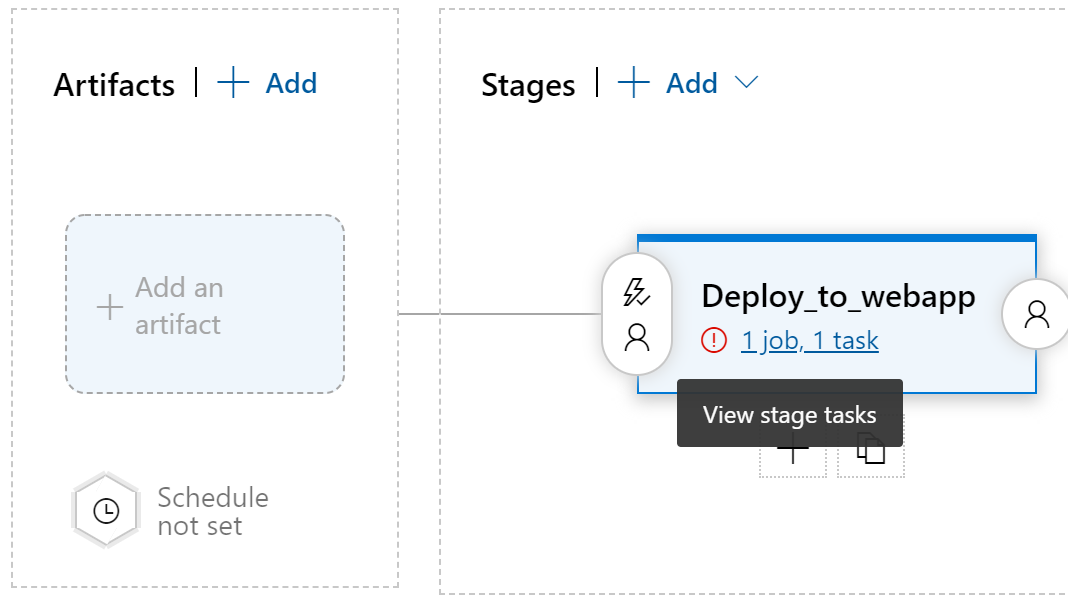 Artifacts | + Add
Stages | + Add
Add an
artifact
Deploy_to_webapp
1 job, 1 task
View stage tasks
Schedule
not set